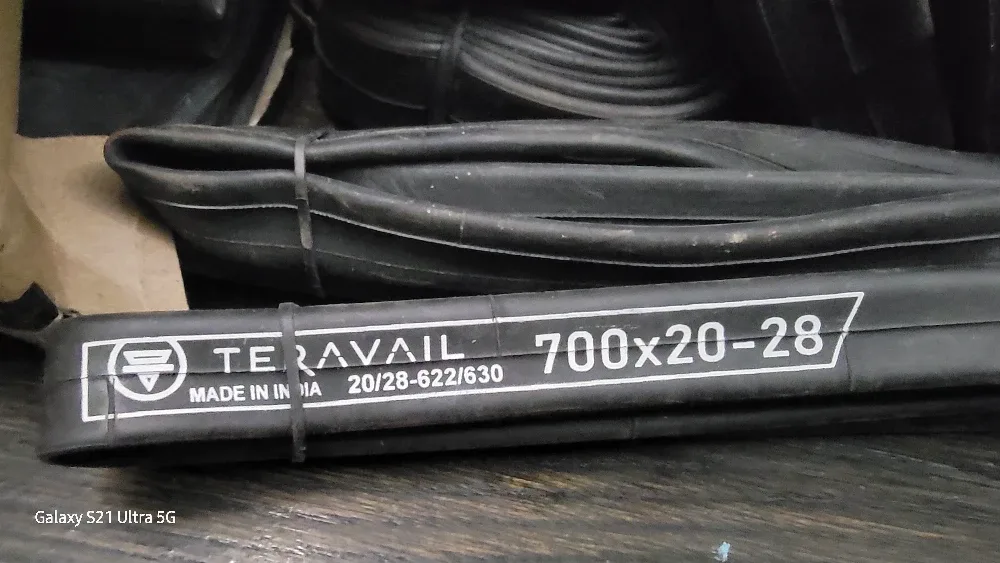 TERAVAIL 700x20-28
MADE IN INDIA 20/28-622/630
Galaxy S21 Ultra 5G